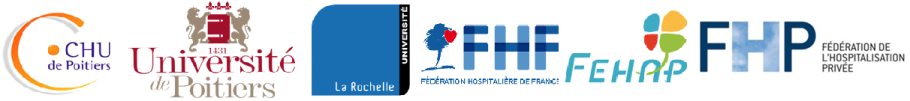 CHU
de Poitiers
1431
Université
de Poitiers
La Rochelle
UNIVERSITÉ
FHF
FÉDÉRATION HOSPITALIÈRE DE FRANCE
FEHAP
FHP
FÉDÉRATION DE
L'HOSPITALISATION
PRIVÉE